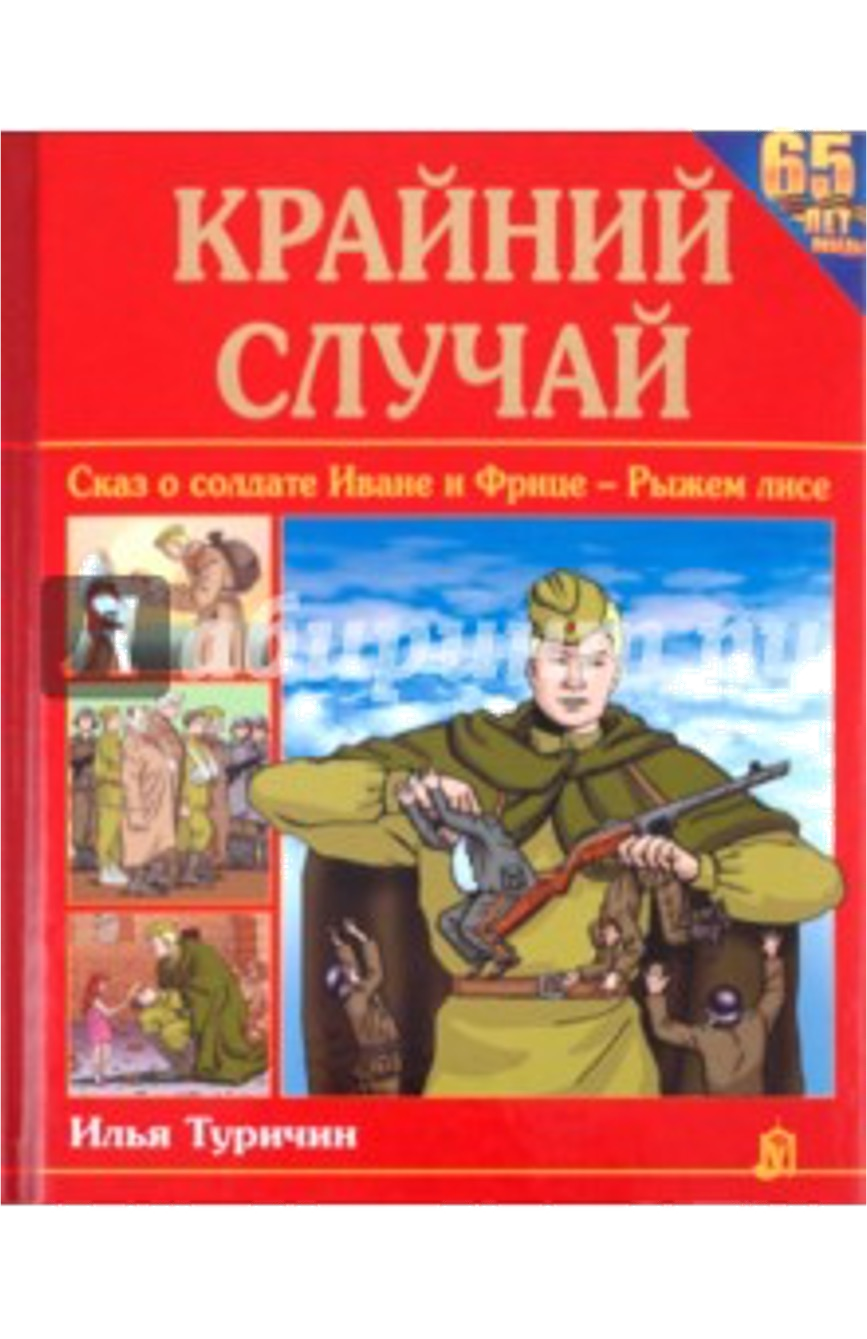 65
ЛЕТ
КРАЙНИЙ
СЛУЧАЙ
Сказ о солдате Иване и Фрице – Рыжем лисе
Илья Туричин